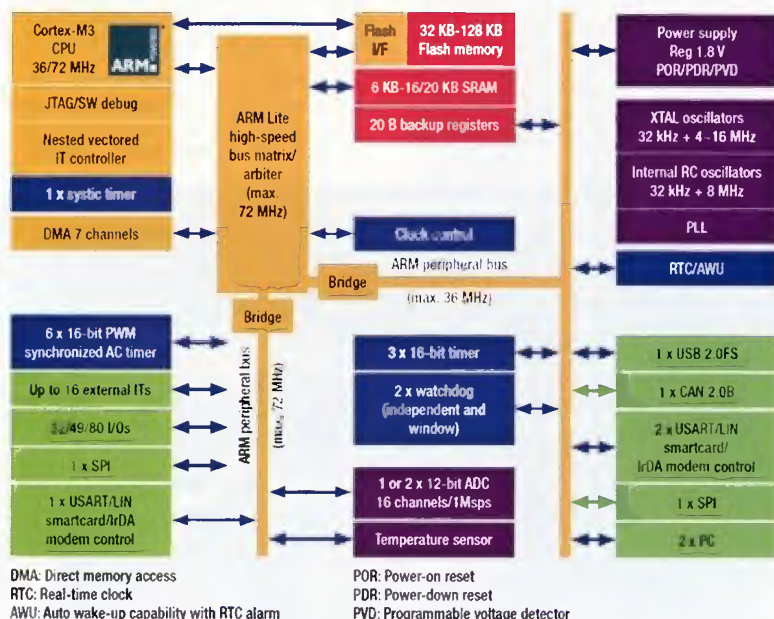 Cortex-M3
CPU
36/72 MHz
ARM
JTAG/SW debug
Nested vectored
IT controller
1 x systic timer
DMA 7 channels
ARM Lite
high-speed
bus matrix/
arbiter
(max.
72 MHz)
Flash
I/F
32 KB-128 KB
Flash memory
6 KB-16/20 KB SRAM
20 B backup registers
Clock control
ARM peripheral bus
Bridge
(max. 36 MHz)
Bridge
ARM peripheral bus
(max. 72 MHz)
Power supply
Reg 1.8 V
POR/PDR/PVD
XTAL oscillators
32 kHz + 4-16 MHz
Internal RC oscillators
32 kHz + 8 MHz
PLL
RTC/AWU
6 x 16-bit PWM
synchronized AC timer
Up to 16 external ITs
32/49/80 I/Os
1 x SPI
1 x USART/LIN
smartcard/IrDA
modem control
3 x 16-bit timer
2 x watchdog
(independent and
window)
1 or 2 x 12-bit ADC
16 channels/1Msps
Temperature sensor
1 x USB 2.0FS
1 x CAN 2.0B
2 x USART/LIN
smartcard/
IrDA modem control
1 x SPI
2 x PC
DMA: Direct memory access
RTC: Real-time clock
AWU: Auto wake-up capability with RTC alarm
POR: Power-on reset
PDR: Power-down reset
PVD: Programmable voltage detector